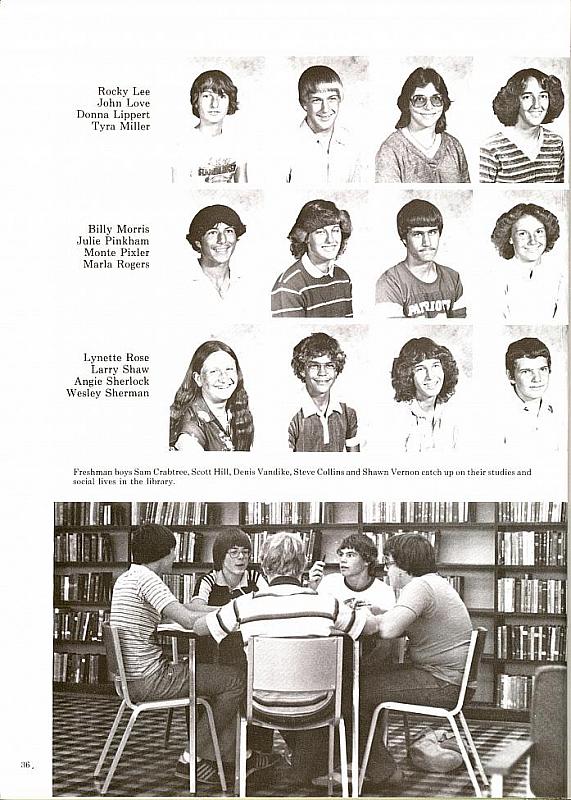 Rocky Lee
John Love
Donna Lippert
Tyra Miller
Billy Morris
Julie Pinkham
Monte Pixler
Marla Rogers
PATRIOTS
Lynette Rose
Larry Shaw
Angie Sherlock
Wesley Sherman
Freshman boys Sam Crabtree, Scott Hill, Denis Vandike, Steve Collins and Shawn Vernon catch up on their studies and
social lives in the library.
36